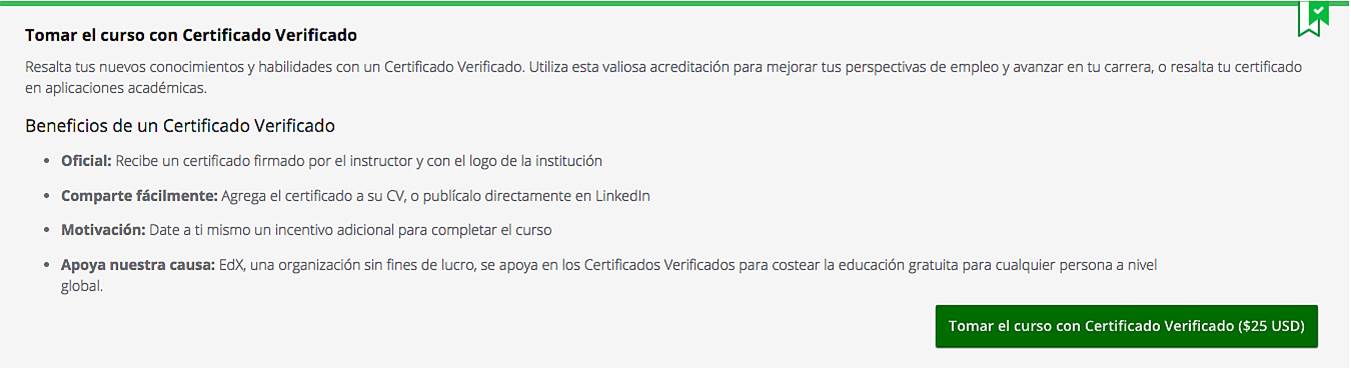 Tomar el curso con Certificado Verificado
Resalta tus nuevos conocimientos y habilidades con un Certificado Verificado. Utiliza esta valiosa acreditación para mejorar tus perspectivas de empleo y avanzar en tu carrera, o resalta tu certificado
en aplicaciones académicas.
Beneficios de un Certificado Verificado
• Oficial: Recibe un certificado firmado por el instructor y con el logo de la institución
• Comparte fácilmente: Agrega el certificado a su CV, o publícalo directamente en LinkedIn
• Motivación: Date a ti mismo un incentivo adicional para completar el curso
• Apoya nuestra causa: EdX, una organización sin fines de lucro, se apoya en los Certificados Verificados para costear la educación gratuita para cualquier persona a nivel
global.
Tomar el curso con Certificado Verificado ($25 USD)